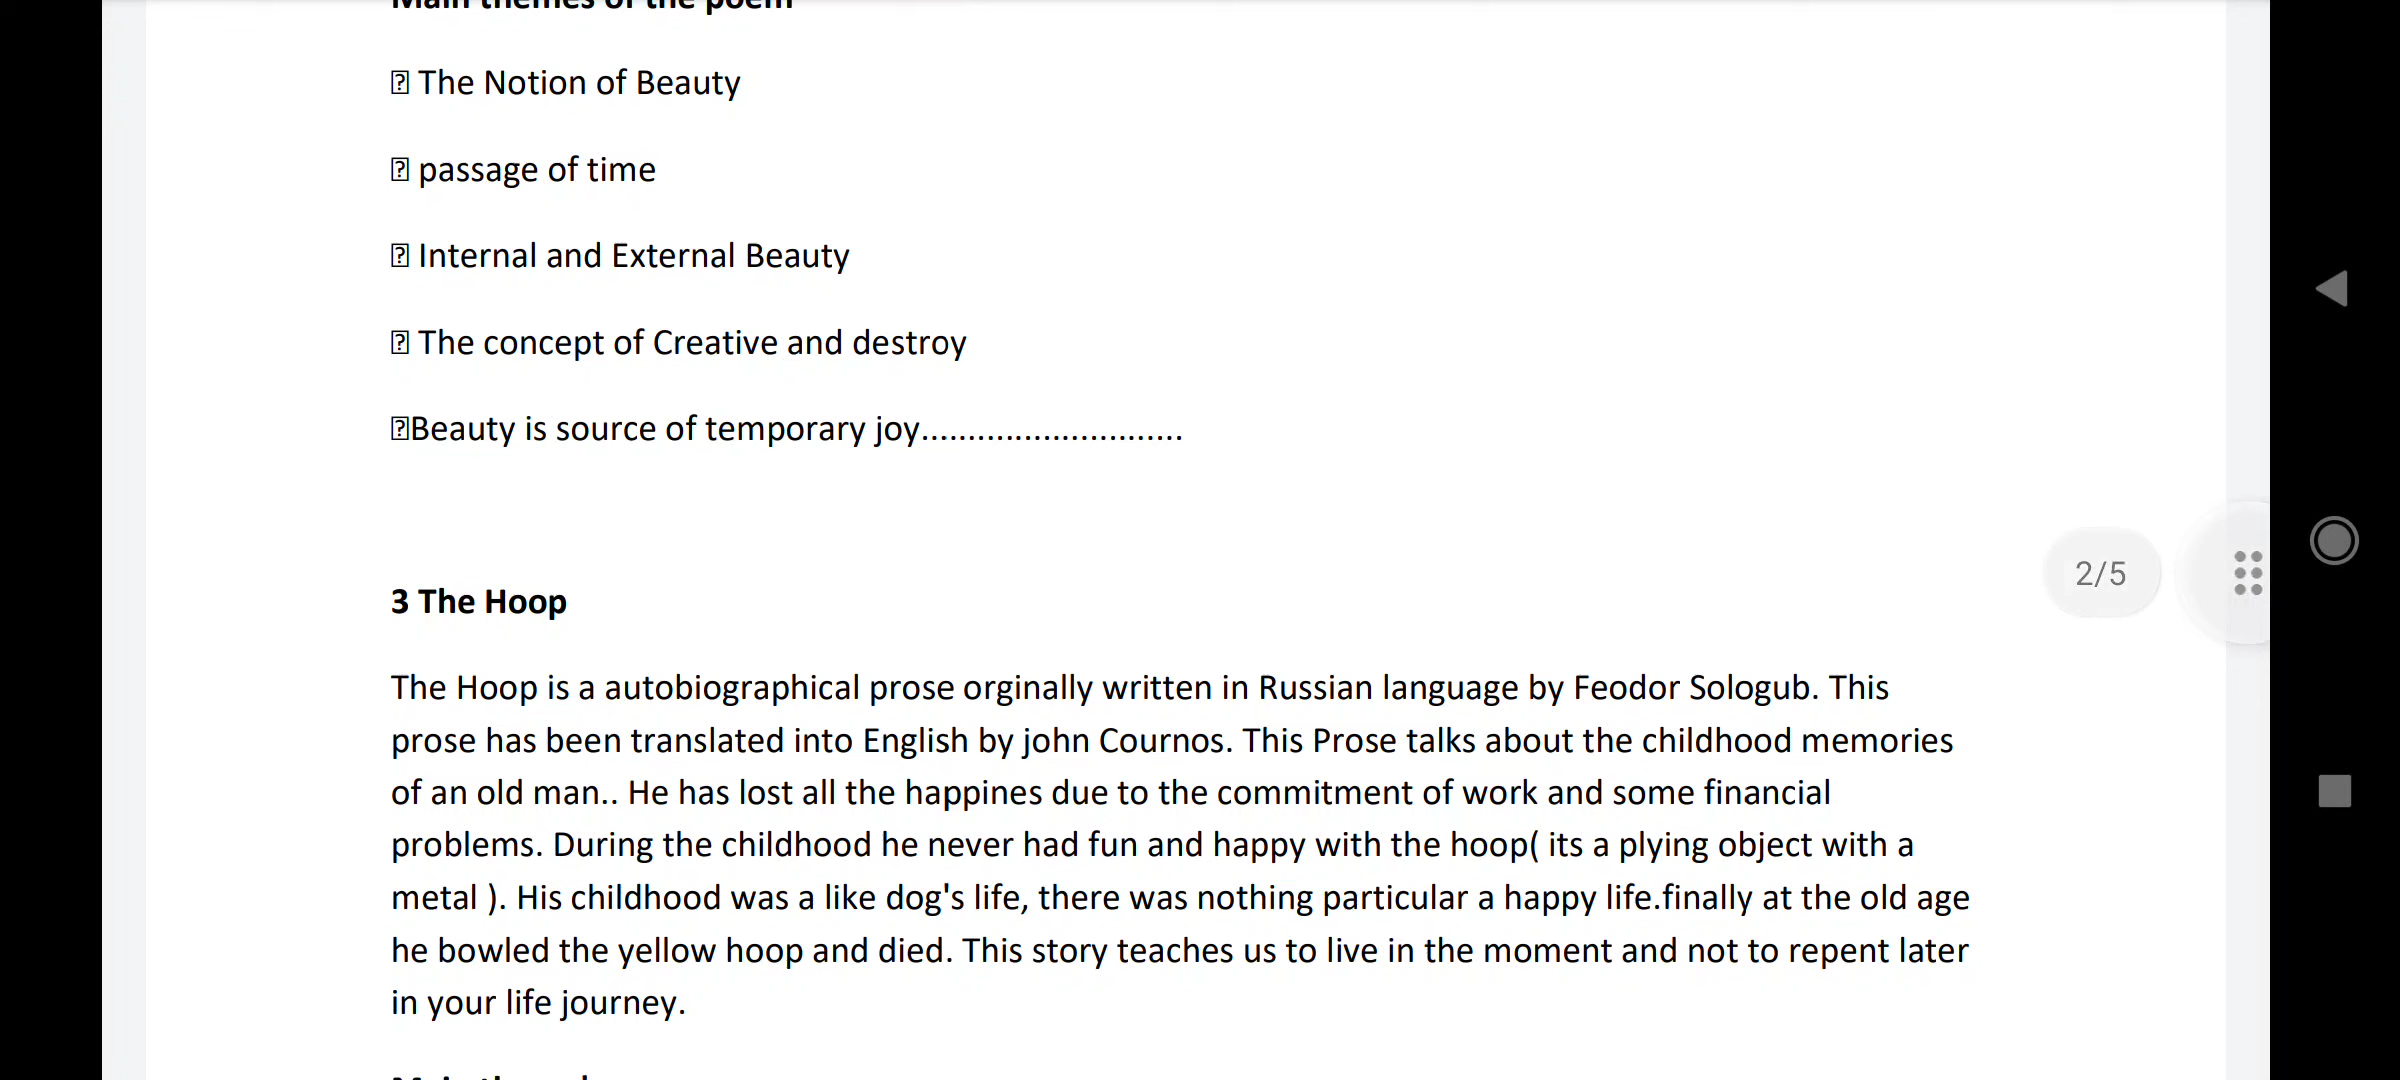 Main themes of the poem
The Notion of Beauty
passage of time
Internal and External Beauty
The concept of Creative and destroy
Beauty is source of temporary joy............................
2/5
3 The Hoop
The Hoop is a autobiographical prose orginally written in Russian language by Feodor Sologub. This
prose has been translated into English by john Cournos. This Prose talks about the childhood memories
of an old man.. He has lost all the happines due to the commitment of work and some financial
problems. During the childhood he never had fun and happy with the hoop( its a plying object with a
metal ). His childhood was a like dog's life, there was nothing particular a happy life.finally at the old age
he bowled the yellow hoop and died. This story teaches us to live in the moment and not to repent later
in your life journey.